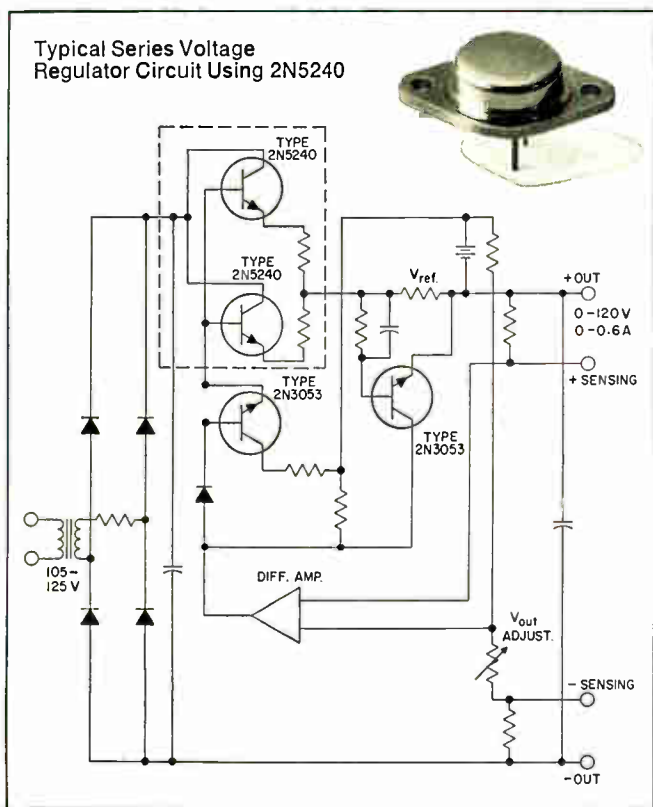 Typical Series Voltage
Regulator Circuit Using 2N5240
TYPE
2N5240
TYPE
2N5240
TYPE
2N3053
Vref.
TYPE
2N3053
+OUT
0-120V
0-0.6A
+ SENSING
105-
125V
DIFF. AMP.
Vout
ADJUST.
- SENSING
-OUT